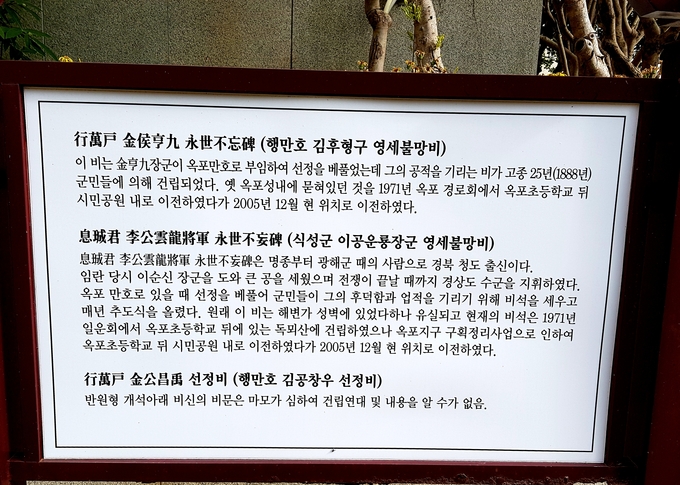 行萬戶 金侯亨九 永世不忘碑 (행만호 김후형구 영세불망비)
이 비는 金亨九장군이 옥포만호로 부임하여 선정을 베풀었는데 그의 공적을 기리는 비가 고종 25년(1888년)
군민들에 의해 건립되었다. 옛 옥포성내에 묻혀있던 것을 1971년 옥포 경로회에서 옥포초등학교 뒤
시민공원 내로 이전하였다가 2005년 12월 현 위치로 이전하였다.
息城君 李公雲龍將軍 永世不妄碑 (식성군 이공운룡장군 영세불망비)
息城君 李公雲龍將軍 永世不妄碑은 명종부터 광해군 때의 사람으로 경북 청도 출신이다.
임란 당시 이순신 장군을 도와 큰 공을 세웠으며 전쟁이 끝날 때까지 경상도 수군을 지휘하였다.
옥포 만호로 있을 때 선정을 베풀어 군민들이 그의 후덕함과 업적을 기리기 위해 비석을 세우고
매년 추도식을 올렸다. 원래 이 비는 해변가 성벽에 있었다하나 유실되고 현재의 비석은 1971년
일운회에서 옥포초등학교 뒤에 있는 독뫼산에 건립하였으나 옥포지구 구획정리사업으로 인하여
옥포초등학교 뒤 시민공원 내로 이전하였다가 2005년 12월 현 위치로 이전하였다.
行萬戶 金公昌禹 선정비 (행만호 김공창우 선정비)
반원형 개석아래 비신의 비문은 마모가 심하여 건립연대 및 내용을 알 수가 없음.